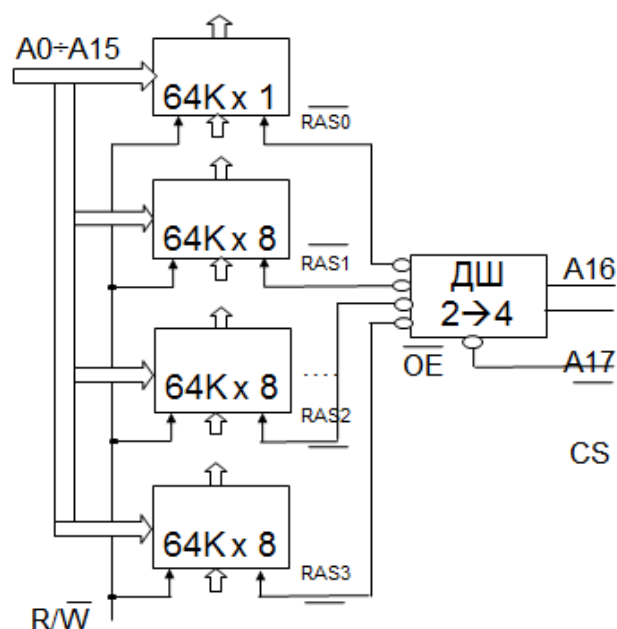 A0÷A15
64K x 1
RAS0
64K x 8
RAS1
ДШ
2→4
A16
OE
A17
64K x 8
.....
RAS2
CS
64K x 8
RAS3
R/W